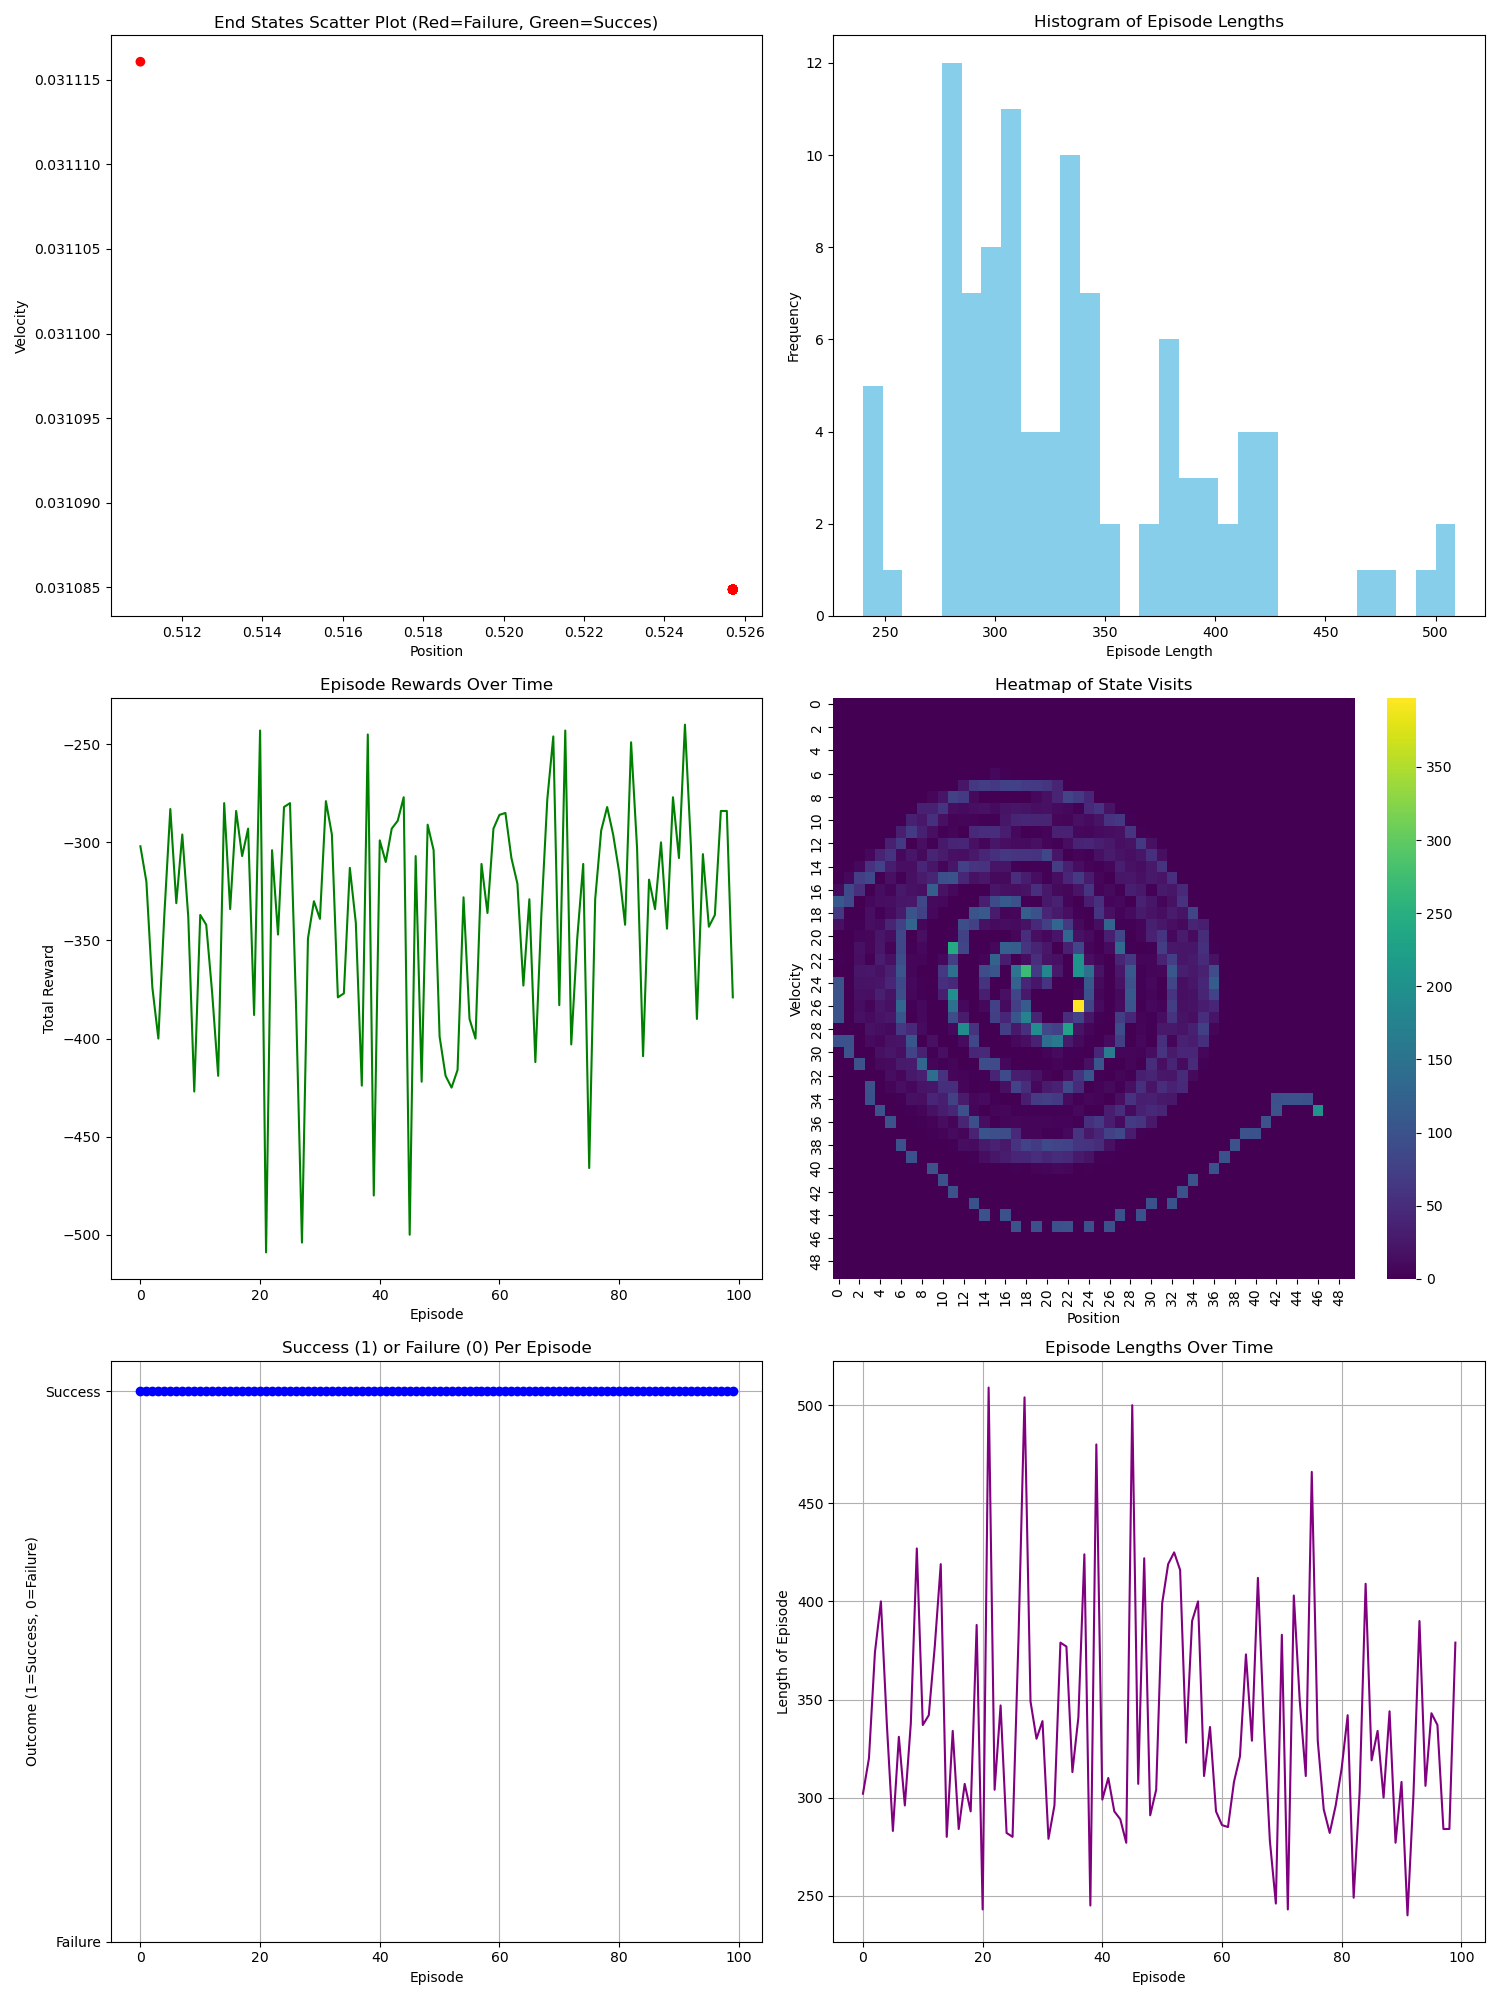 End States Scatter Plot (Red=Failure, Green=Succes)
Velocity
0.031115
0.031110
0.031105
0.031100
0.031095
0.031090
0.031085
0.512 0.514 0.516 0.518 0.520 0.522 0.524 0.526
Position
Histogram of Episode Lengths
Frequency
12
10
8
6
4
2
0
250 300 350 400 450 500
Episode Length
Episode Rewards Over Time
Total Reward
−250
−300
−350
−400
−450
−500
0 20 40 60 80 100
Episode
Heatmap of State Visits
Velocity
0
2
4
6
8
10
12
14
16
18
20
22
24
26
28
30
32
34
36
38
40
42
44
46
48
0 2 4 6 8 10 12 14 16 18 20 22 24 26 28 30 32 34 36 38 40 42 44 46 48
Position
350
300
250
200
150
100
50
0
Success (1) or Failure (0) Per Episode
Outcome (1=Success, 0=Failure)
Success
Failure
0 20 40 60 80 100
Episode
Episode Lengths Over Time
Length of Episode
500
450
400
350
300
250
0 20 40 60 80 100
Episode